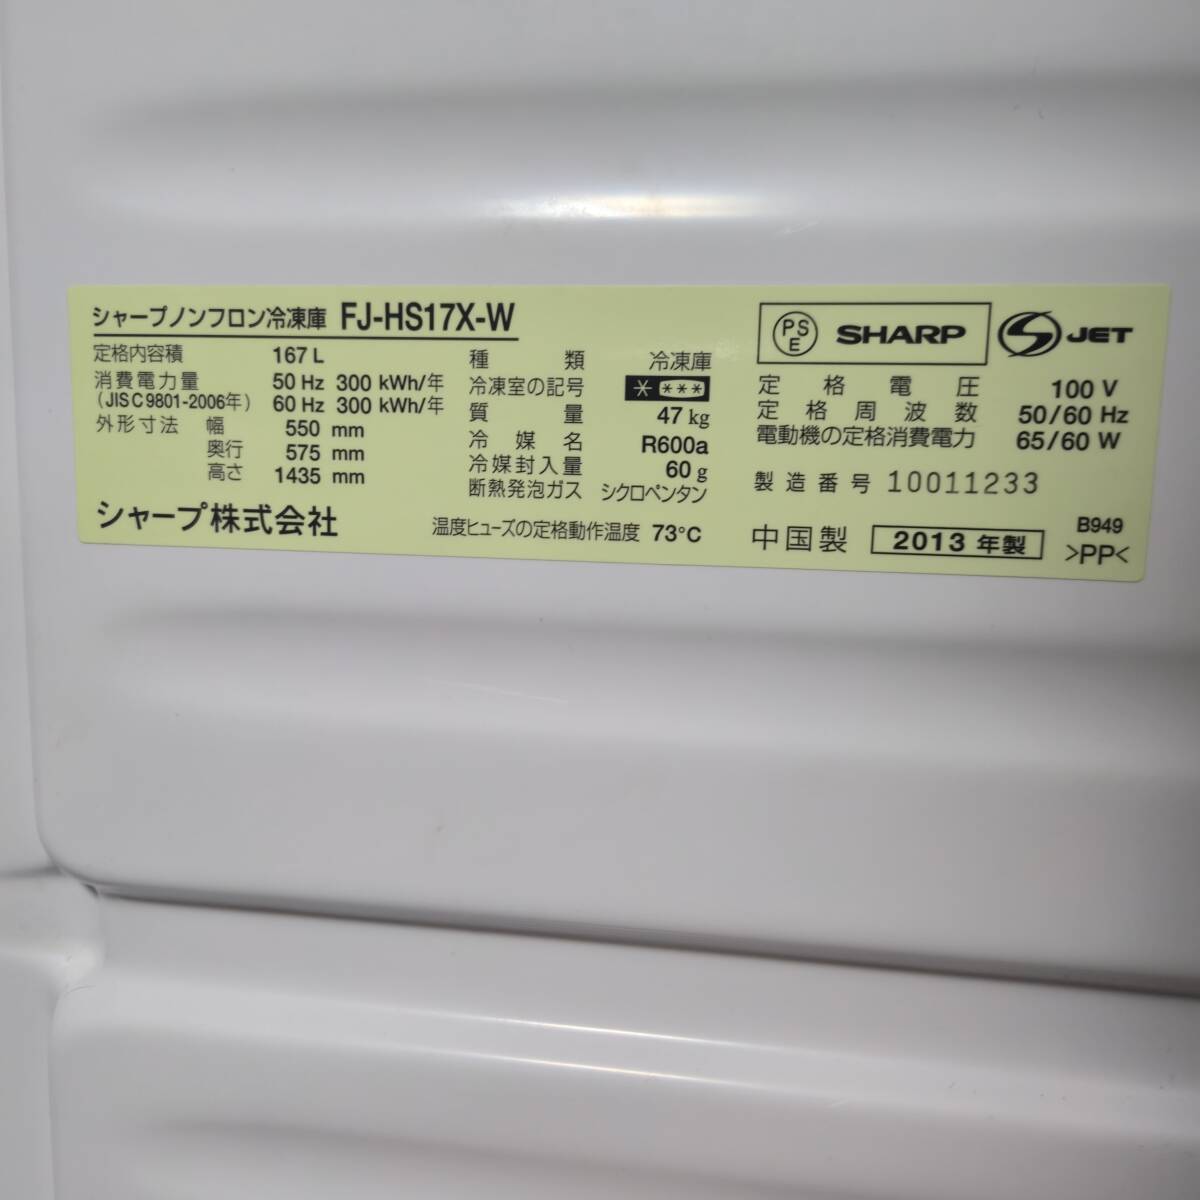 シャープノンフロン冷凍庫 FJ-HS17X-W
定格内容積 167 L
消費電力量 50 Hz 300 kWh/年
(JIS C 9801-2006年) 60 Hz 300 kWh/年
外形寸法 幅 550 mm
奥行 575 mm
高さ 1435 mm
シャープ株式会社
種類 冷凍庫
冷凍室の記号 * ***
質量 47 kg
冷媒名 R600a
冷媒封入量 60 g
断熱発泡ガス シクロペンタン
温度ヒューズの定格動作温度 73℃
PSE SHARP S JET
定格電圧 100 V
定格周波数 50/60 Hz
電動機の定格消費電力 65/60 W
製造番号 10011233
中国製 2013年製
B949
>PP<